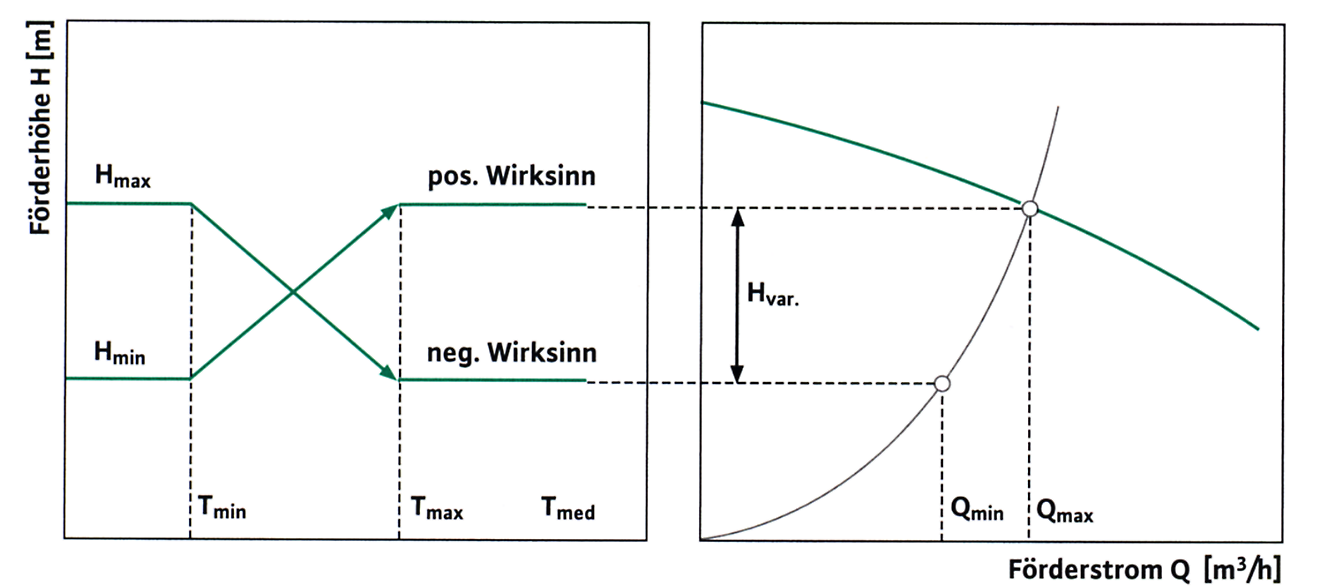 Förderhöhe H [m]
Hmax
pos. Wirksinn
Hmin
neg. Wirksinn
Tmin
Tmax
Tmed
Hvar.
Qmin
Qmax
Förderstrom Q [m³/h]